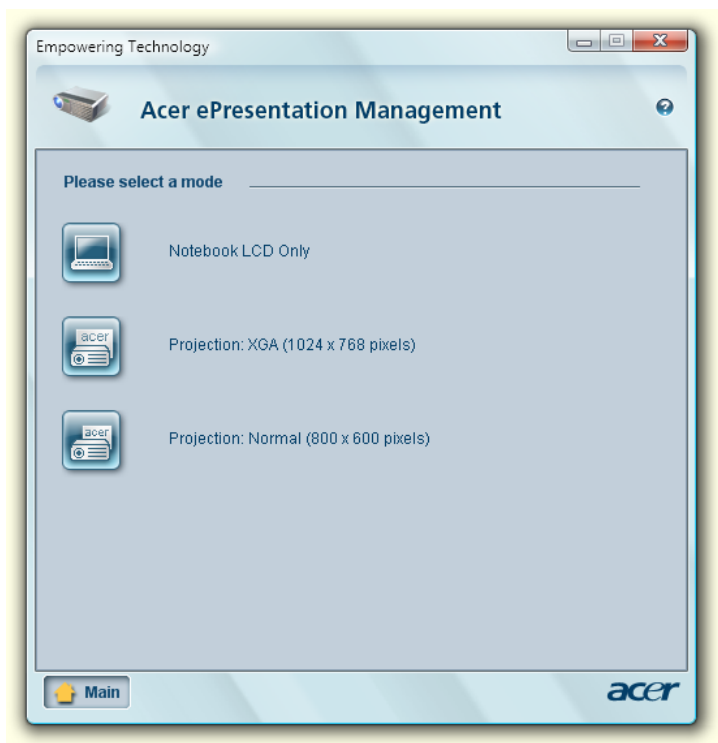 Empowering Technology
Acer ePresentation Management
Please select a mode
Notebook LCD Only
acer
Projection: XGA (1024 x 768 pixels)
acer
Projection: Normal (800 x 600 pixels)
Main
acer